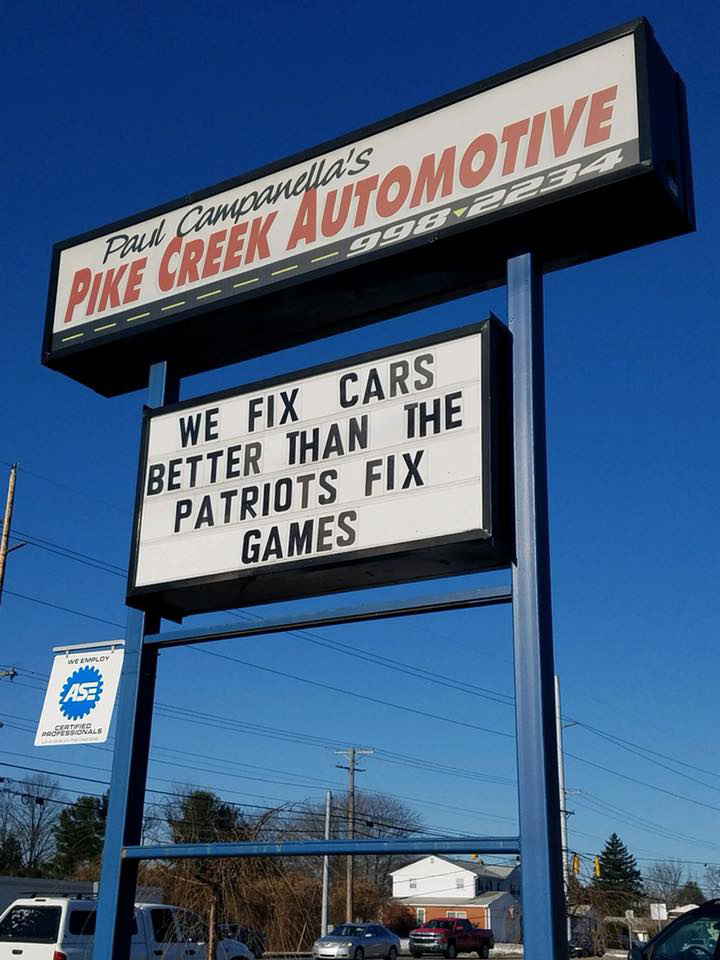 Paul Campanella's
PIKE CREEK AUTOMOTIVE
998-2234
WE FIX CARS
BETTER THAN THE
PATRIOTS FIX
GAMES
WE EMPLOY
ASE
CERTIFIED
PROFESSIONALS